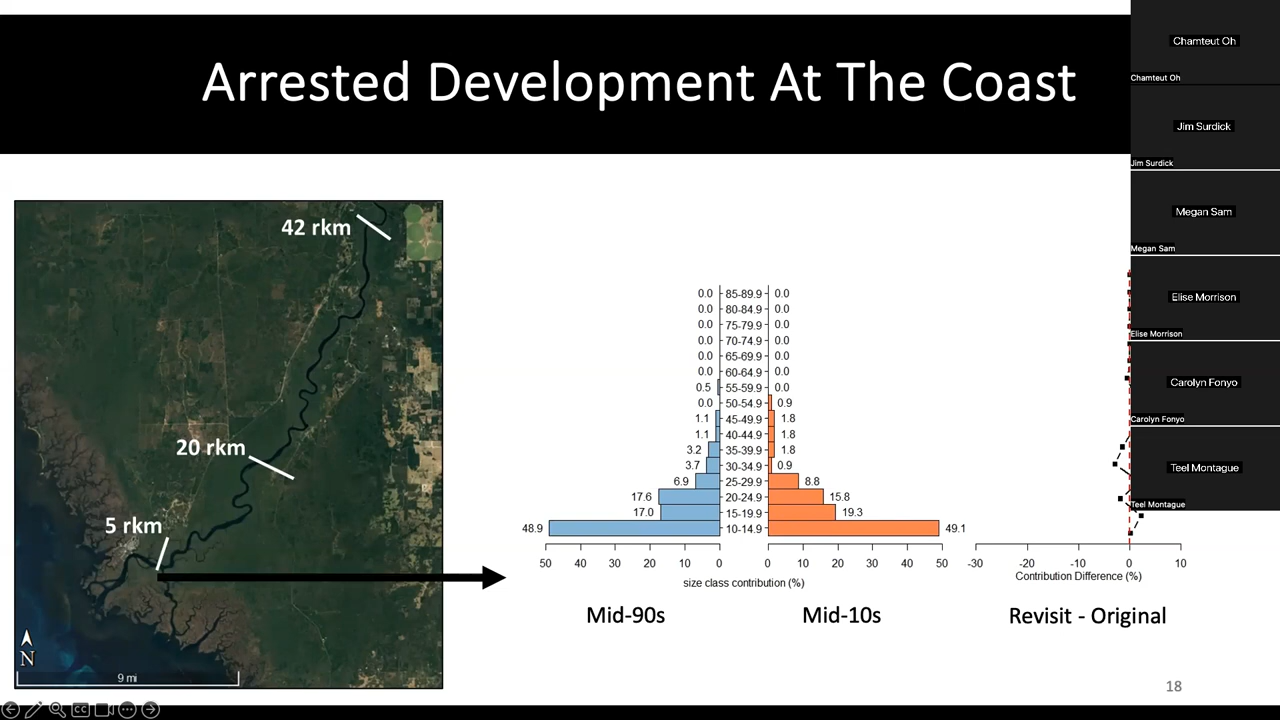 Arrested Development At The Coast
Chamteut Oh
Chamteut Oh
Jim Surdick
Jim Surdick
Megan Sam
Megan Sam
Elise Morrison
Elise Morrison
Carolyn Fonyo
Carolyn Fonyo
Teel Montague
Teel Montague
42 rkm
20 rkm
5 rkm
N
9 mi
0.0 85-89.9 0.0
0.0 80-84.9 0.0
0.0 75-79.9 0.0
0.0 70-74.9 0.0
0.0 65-69.9 0.0
0.0 60-64.9 0.0
0.5 55-59.9 0.0
0.0 50-54.9 0.9
1.1 45-49.9 1.8
1.1 40-44.9 1.8
3.2 35-39.9 1.8
3.7 30-34.9 0.9
6.9 25-29.9 8.8
17.6 20-24.9 15.8
17.0 15-19.9 19.3
48.9 10-14.9 49.1
50 40 30 20 10 0 0 10 20 30 40 50
size class contribution (%)
-30 -20 -10 0 10
Contribution Difference (%)
Mid-90s
Mid-10s
Revisit - Original
18
CC